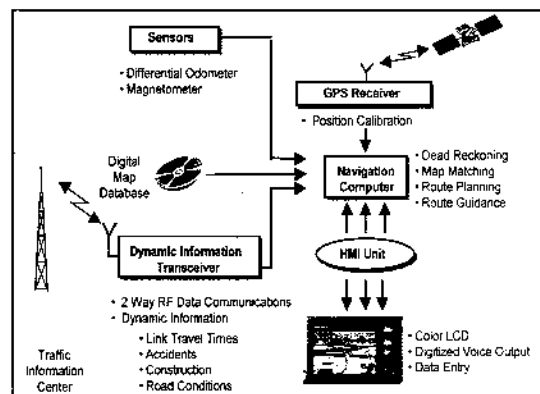 Sensors
• Differential Odometer
• Magnetometer
GPS Receiver
• Position Calibration
Digital
Map
Database
Navigation
Computer
• Dead Reckoning
• Map Matching
• Route Planning
• Route Guidance
Dynamic Information
Transceiver
HMI Unit
• 2 Way RF Data Communications
• Dynamic Information
• Link Travel Times
• Accidents
• Construction
• Road Conditions
Traffic
Information
Center
• Color LCD
• Digitized Voice Output
• Data Entry